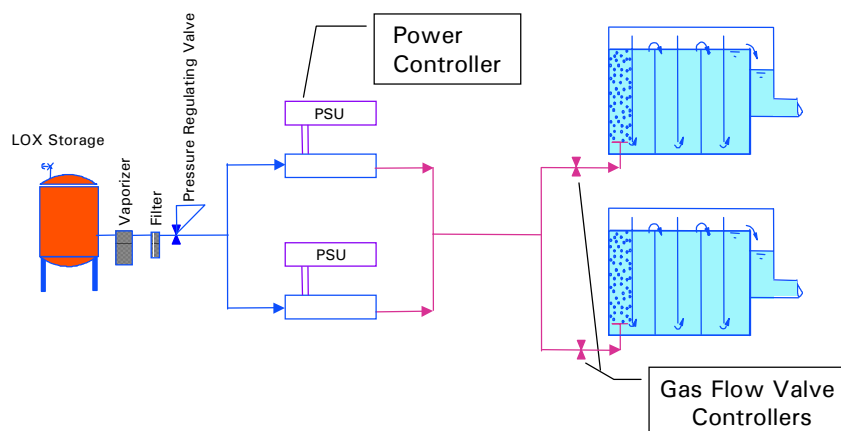 Power
Controller
PSU
LOX Storage
Vaporizer
Filter
Pressure Regulating Valve
PSU
Gas Flow Valve
Controllers